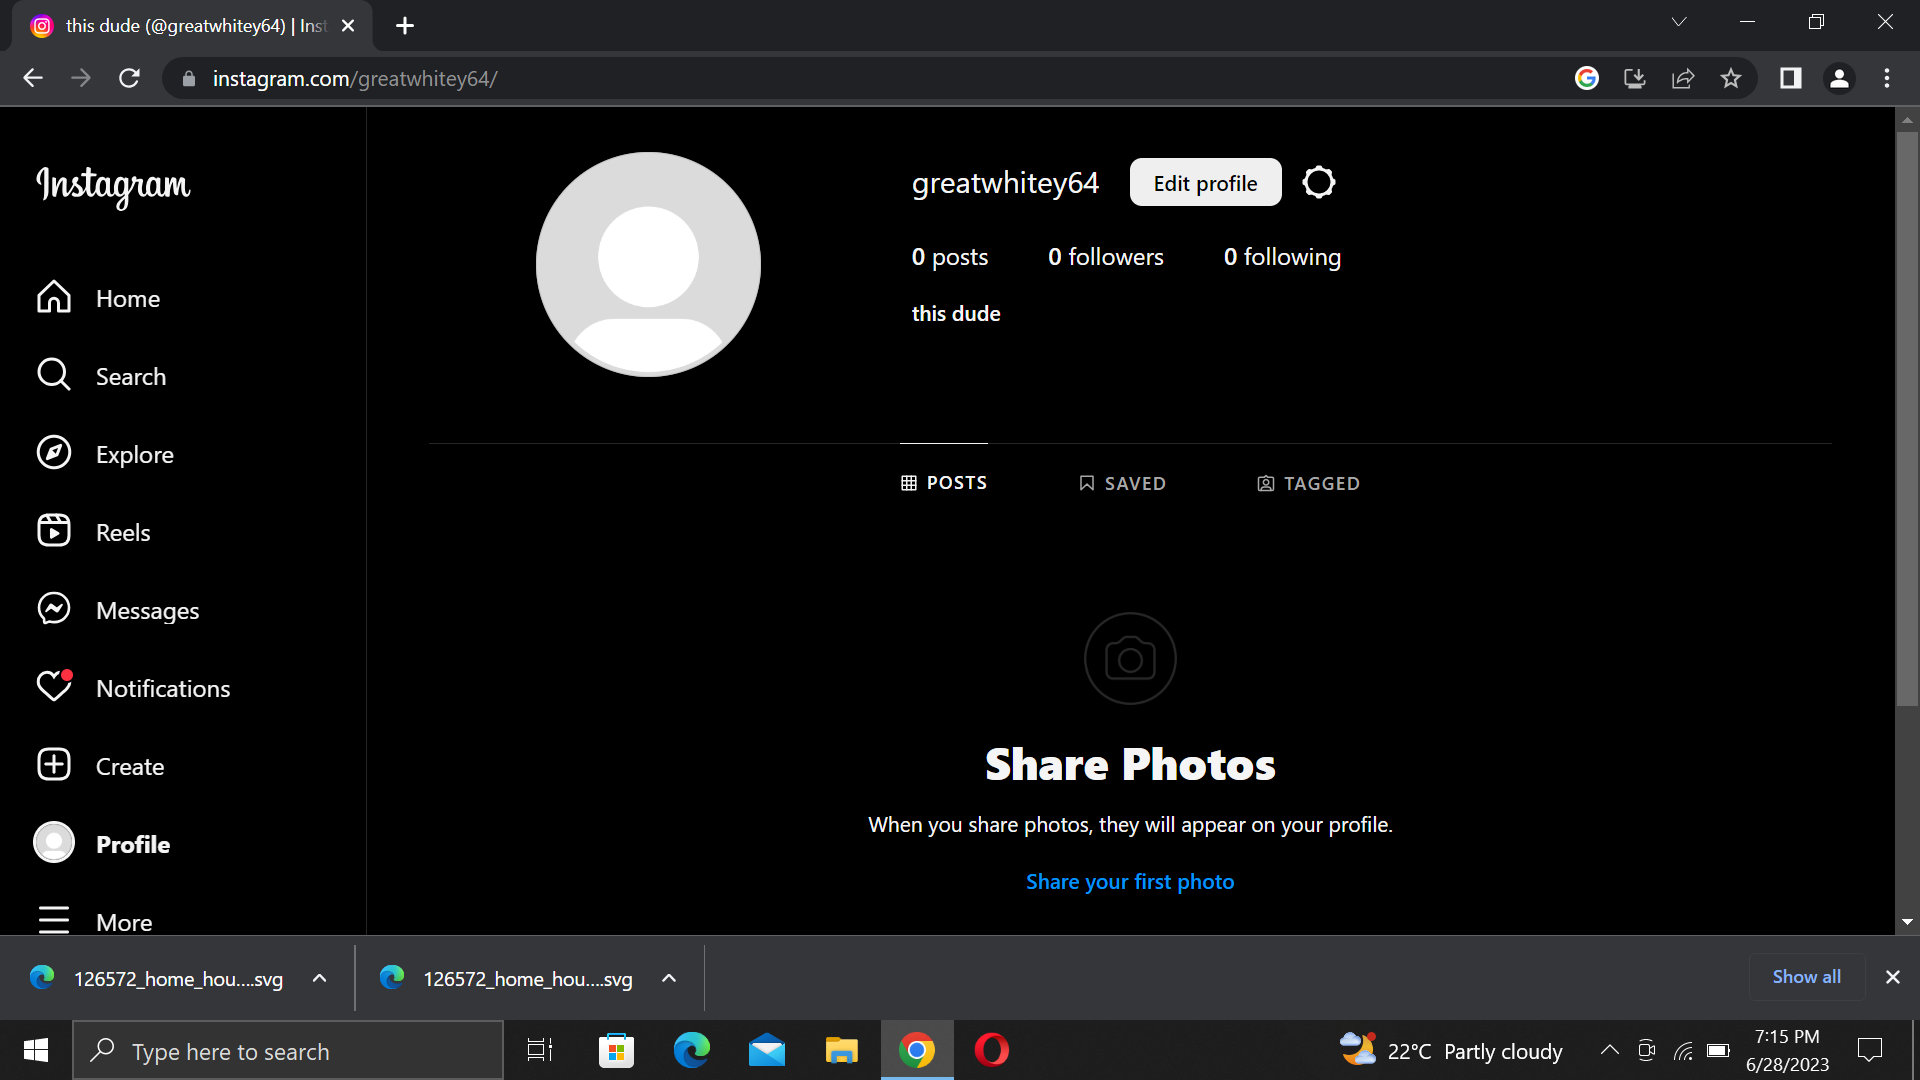 this dude (@greatwhitey64) | Inst
instagram.com/greatwhitey64/
Instagram
Home
Search
Explore
Reels
Messages
Notifications
Create
Profile
More
greatwhitey64
Edit profile
0 posts
0 followers
0 following
this dude
POSTS
SAVED
TAGGED
Share Photos
When you share photos, they will appear on your profile.
Share your first photo
126572_home_hou....svg
126572_home_hou....svg
Show all
Type here to search
22°C Partly cloudy
7:15 PM
6/28/2023